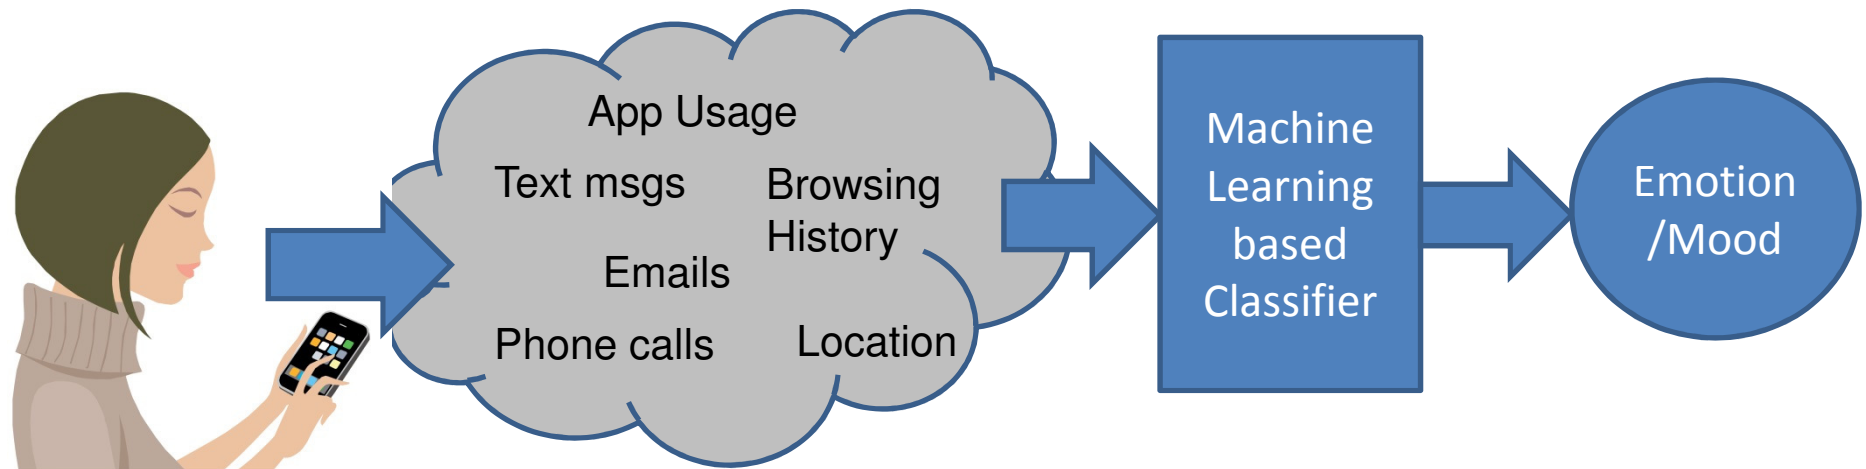 App Usage
Text msgs
Browsing
History
Emails
Phone calls
Location
Machine
Learning
based
Classifier
Emotion
/Mood